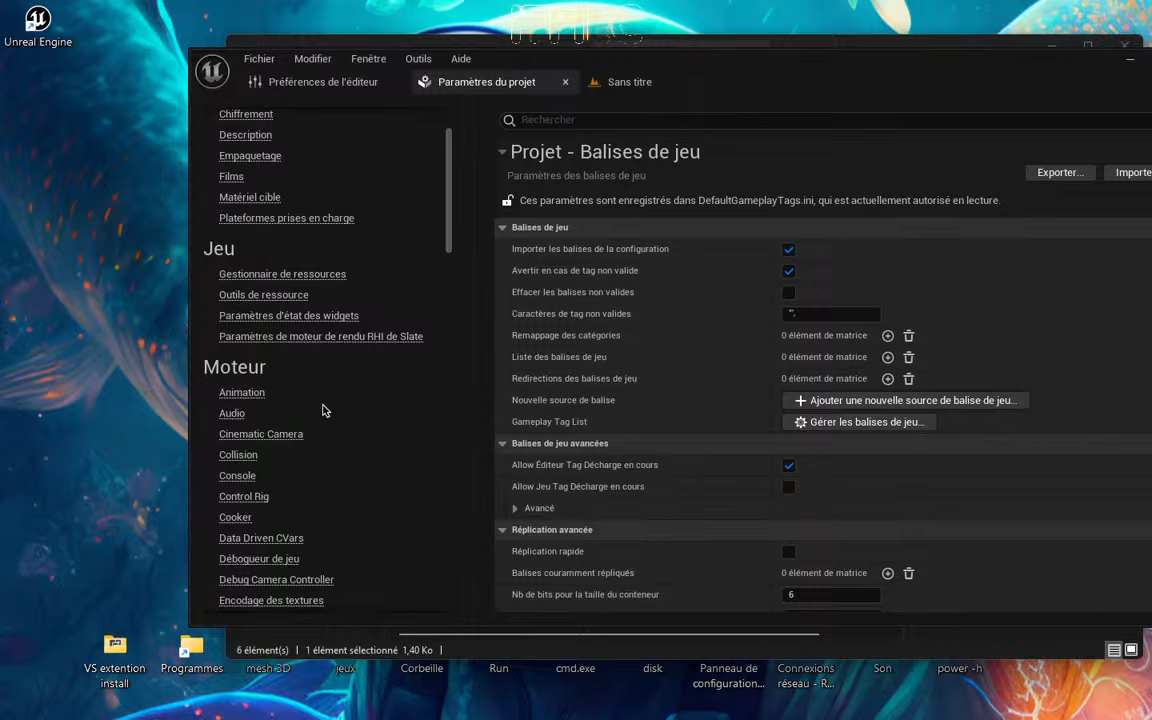 Unreal Engine
Fichier Modifier Fenêtre Outils Aide
Préférences de l'éditeur Paramètres du projet Sans titre
Chiffrement
Description
Empaquetage
Films
Matériel cible
Plateformes prises en charge
Jeu
Gestionnaire de ressources
Outils de ressource
Paramètres d'état des widgets
Paramètres de moteur de rendu RHI de Slate
Moteur
Animation
Audio
Cinematic Camera
Collision
Console
Control Rig
Cooker
Data Driven CVars
Débogueur de jeu
Debug Camera Controller
Encodage des textures
Rechercher
Projet - Balises de jeu
Paramètres des balises de jeu
Exporter... Importe
Ces paramètres sont enregistrés dans DefaultGameplayTags.ini, qui est actuellement autorisé en lecture.
Balises de jeu
Importer les balises de la configuration
Avertir en cas de tag non valide
Effacer les balises non valides
Caractères de tag non valides "',
Remappage des catégories 0 élément de matrice
Liste des balises de jeu 0 élément de matrice
Redirections des balises de jeu 0 élément de matrice
Nouvelle source de balise Ajouter une nouvelle source de balise de jeu...
Gameplay Tag List Gérer les balises de jeu...
Balises de jeu avancées
Allow Éditeur Tag Décharge en cours
Allow Jeu Tag Décharge en cours
Avancé
Réplication avancée
Réplication rapide
Balises couramment répliqués 0 élément de matrice
Nb de bits pour la taille du conteneur 6
6 élément(s) | 1 élément sélectionné 1,40 Ko |
VS extention
install
Programmes
mesh 3D
jeux
Corbeille
Run
cmd.exe
disk
Panneau de
configuration...
Connexions
réseau - R...
Son
power -h